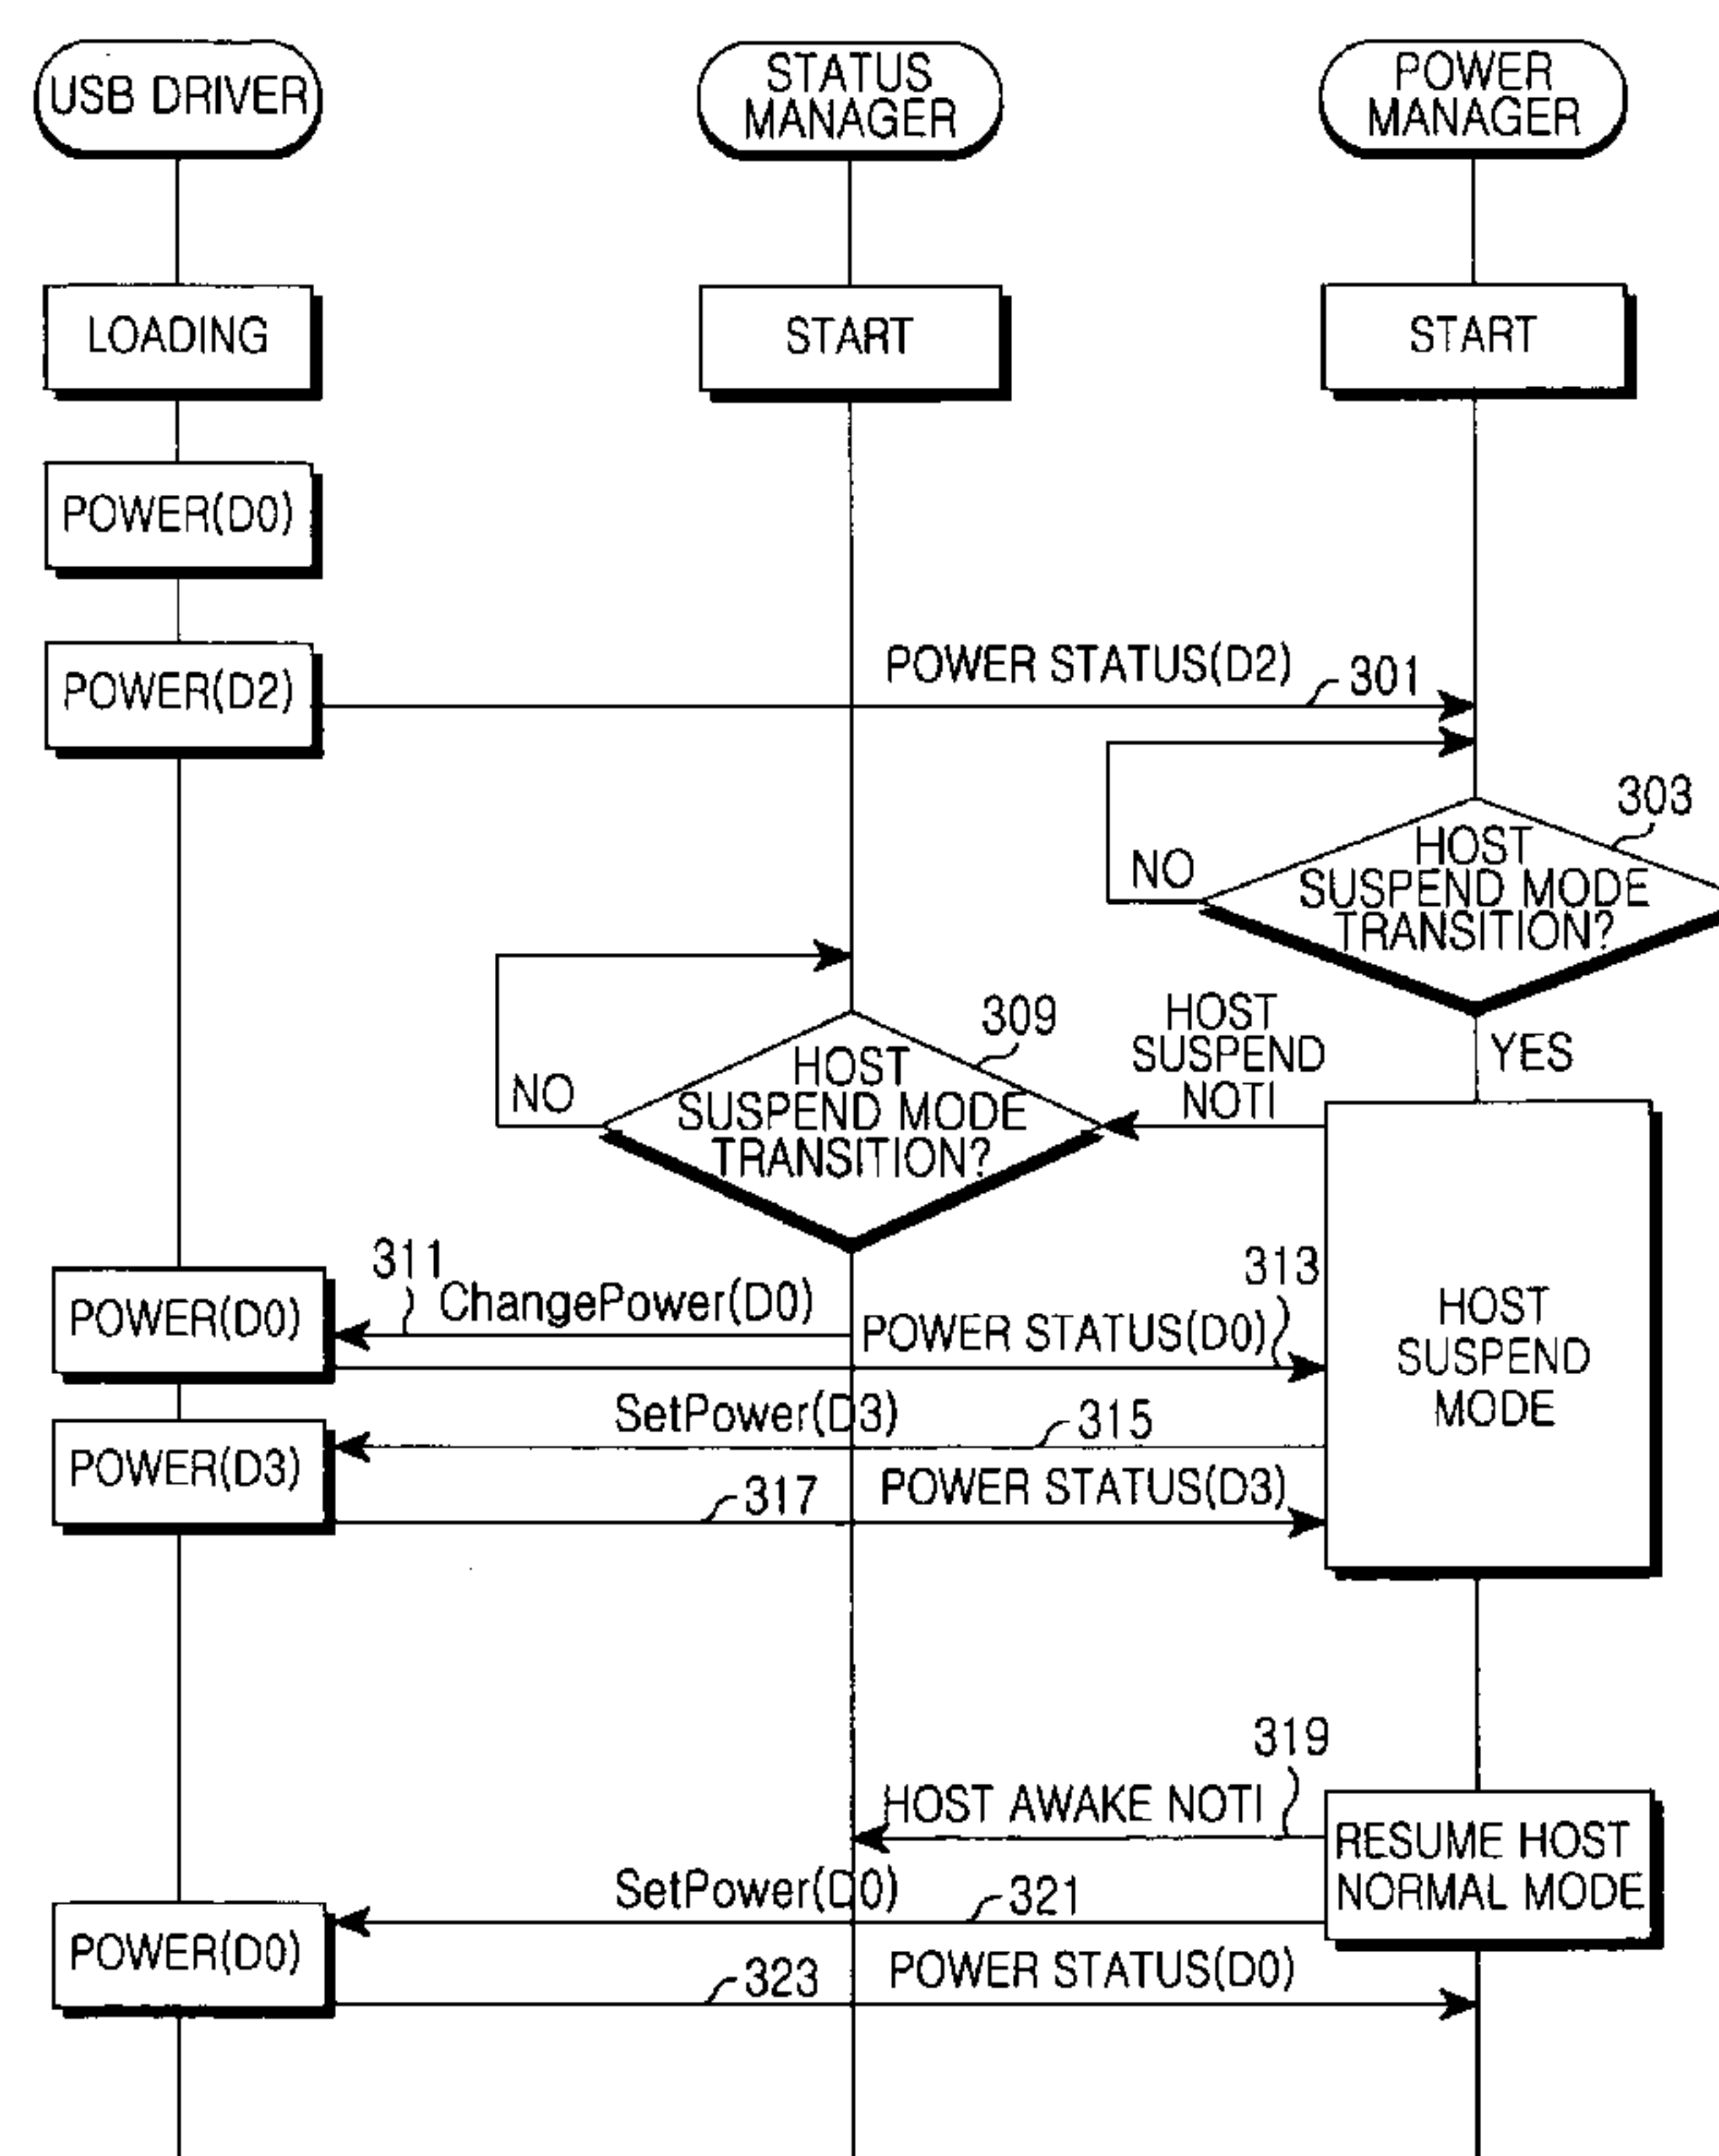 USB DRIVER
STATUS
MANAGER
POWER
MANAGER
LOADING
START
START
POWER(D0)
POWER(D2)
POWER STATUS(D2)
301
303
HOST
SUSPEND MODE
TRANSITION?
NO
YES
309
HOST
SUSPEND MODE
TRANSITION?
NO
HOST
SUSPEND
NOTI
HOST
SUSPEND
MODE
POWER(D0)
311
ChangePower(D0)
313
POWER STATUS(D0)
POWER(D3)
SetPower(D3)
315
317
POWER STATUS(D3)
319
HOST AWAKE NOTI
RESUME HOST
NORMAL MODE
SetPower(D0)
321
POWER(D0)
323
POWER STATUS(D0)